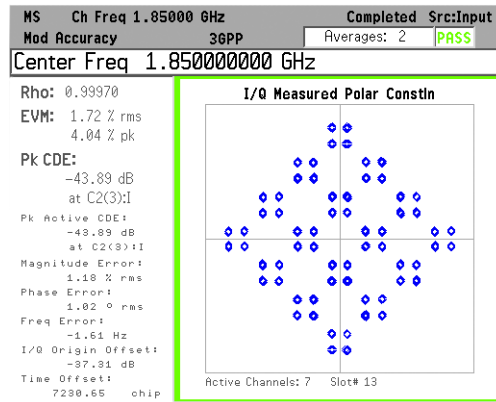 MS Ch Freq 1.85000 GHz Completed Src:Input
Mod Accuracy 3GPP Averages: 2 PASS
Center Freq 1.850000000 GHz
Rho: 0.99970
EVM: 1.72 % rms
4.04 % pk
Pk CDE:
-43.89 dB
at C2(3):I
Pk Active CDE:
-43.89 dB
at C2(3):I
Magnitude Error:
1.18 % rms
Phase Error:
1.02 º rms
Freq Error:
-1.61 Hz
I/Q Origin Offset:
-37.31 dB
Time Offset:
7230.65 chip
I/Q Measured Polar Constln
Active Channels: 7 Slot# 13